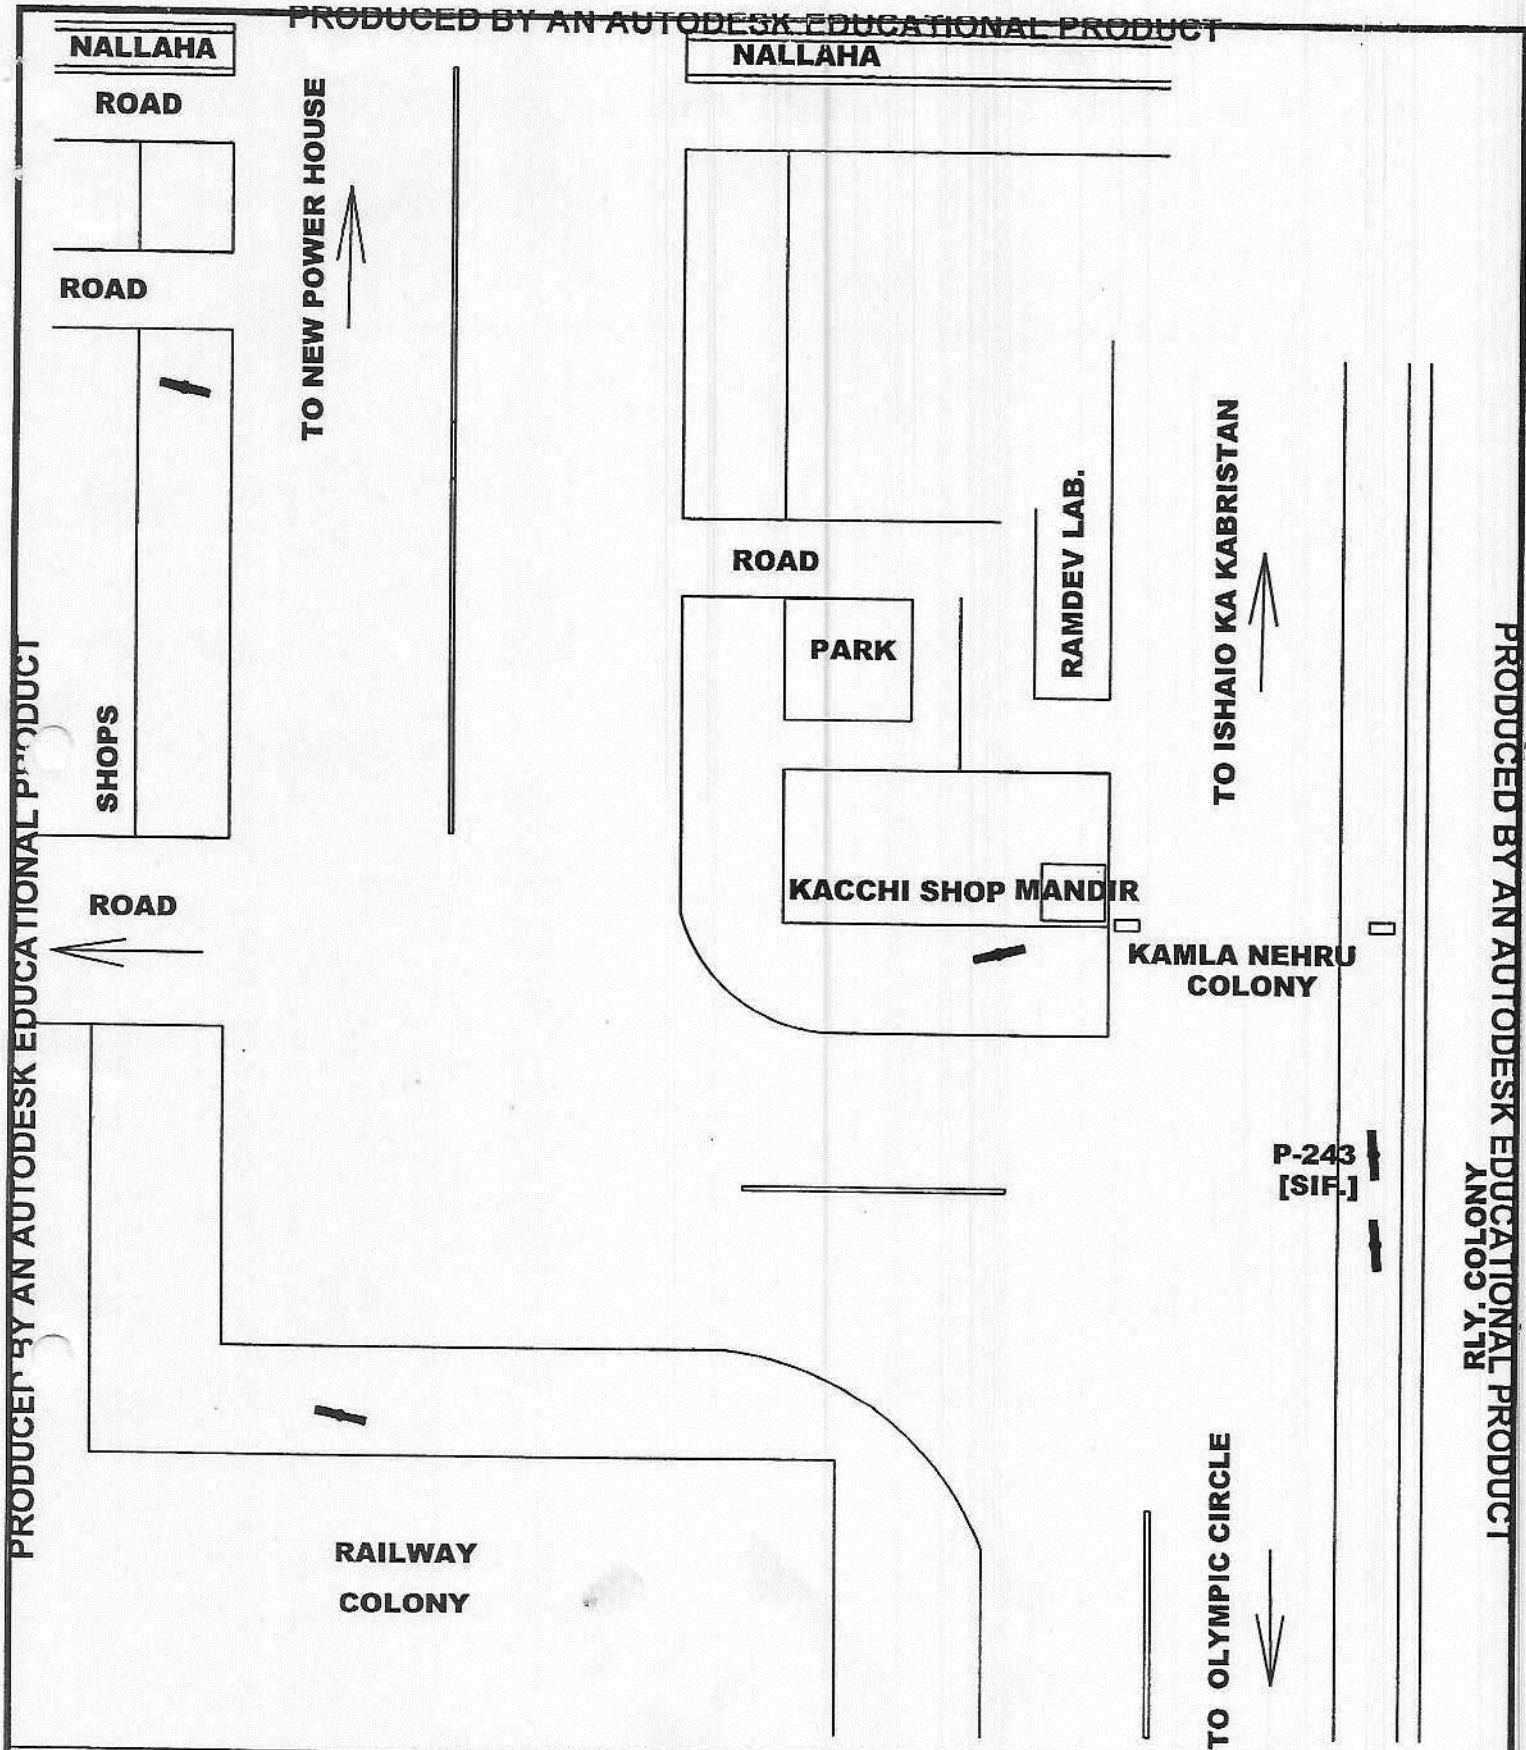 PRODUCED BY AN AUTODESK EDUCATIONAL PRODUCT
NALLAHA
NALLAHA
ROAD
TO NEW POWER HOUSE
ROAD
TO ISHAIO KA KABRISTAN
RAMDEV LAB.
ROAD
PARK
SHOPS
PRODUCED BY AN AUTODESK EDUCATIONAL PRODUCT
PRODUCED BY AN AUTODESK EDUCATIONAL PRODUCT
KACCHI SHOP MANDIR
ROAD
KAMLA NEHRU
COLONY
P-243
[SIF.]
RLY. COLONY
TO OLYMPIC CIRCLE
RAILWAY
COLONY